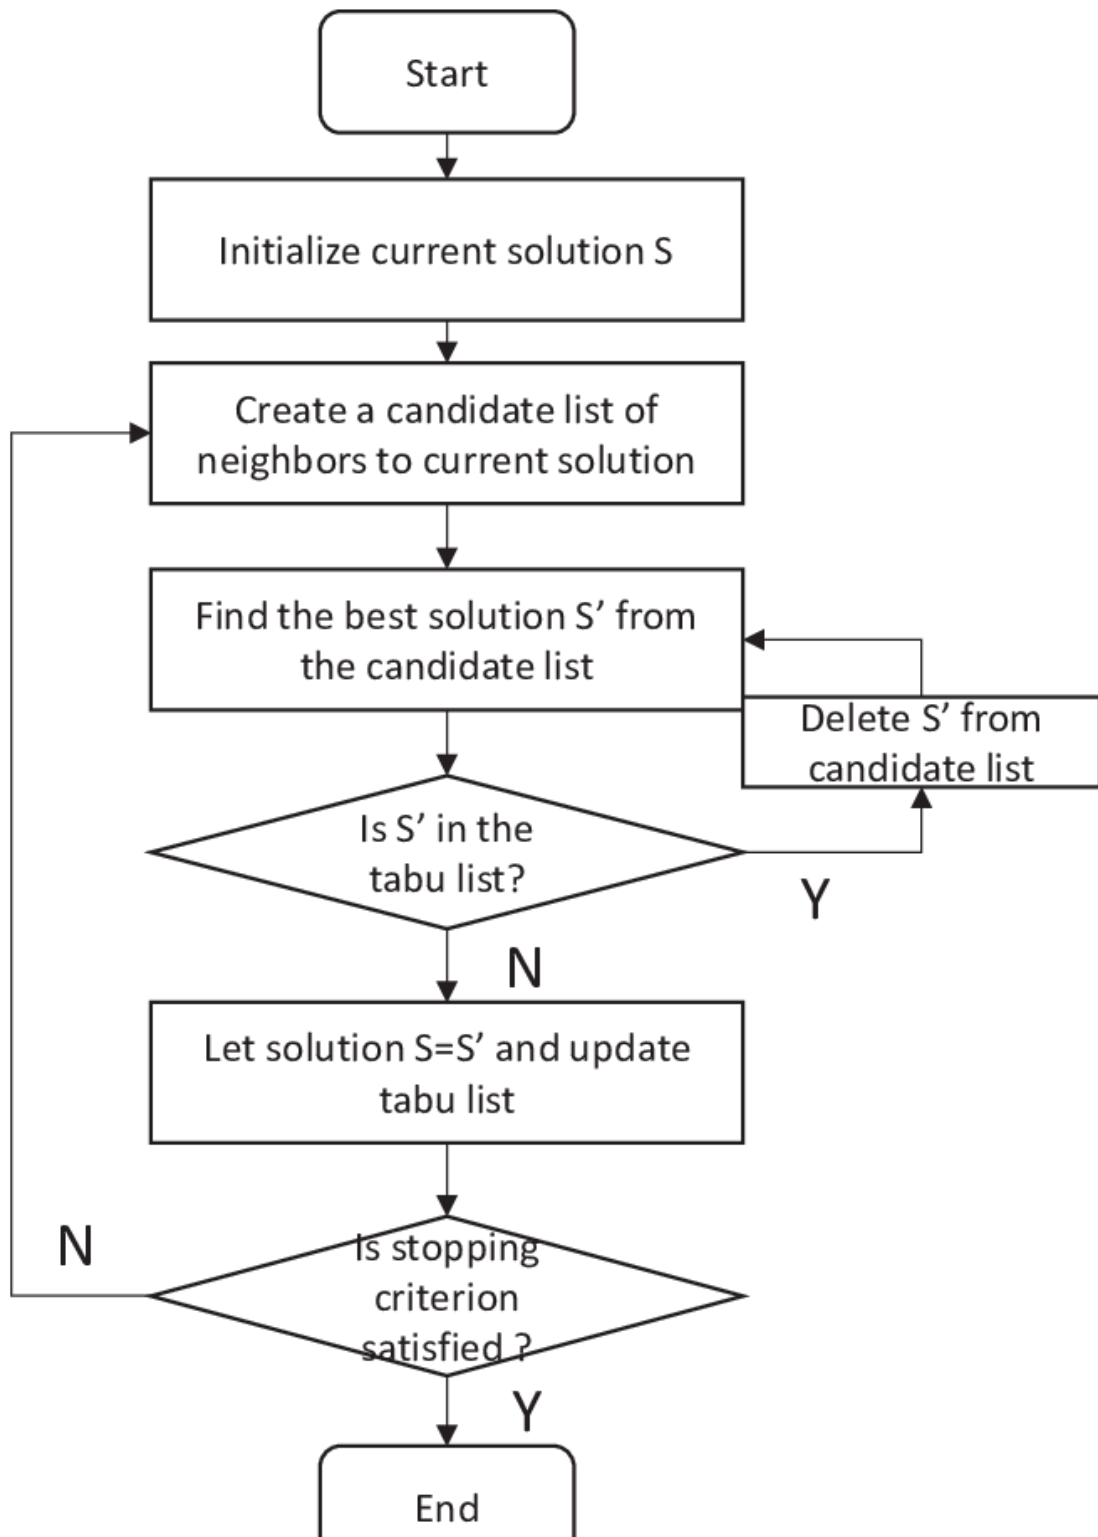 Start
Initialize current solution S
Create a candidate list of
neighbors to current solution
Find the best solution S’ from
the candidate list
Delete S’ from
candidate list
Is S’ in the
tabu list?
Y
N
Let solution S=S’ and update
tabu list
N
Is stopping
criterion
satisfied ?
Y
End